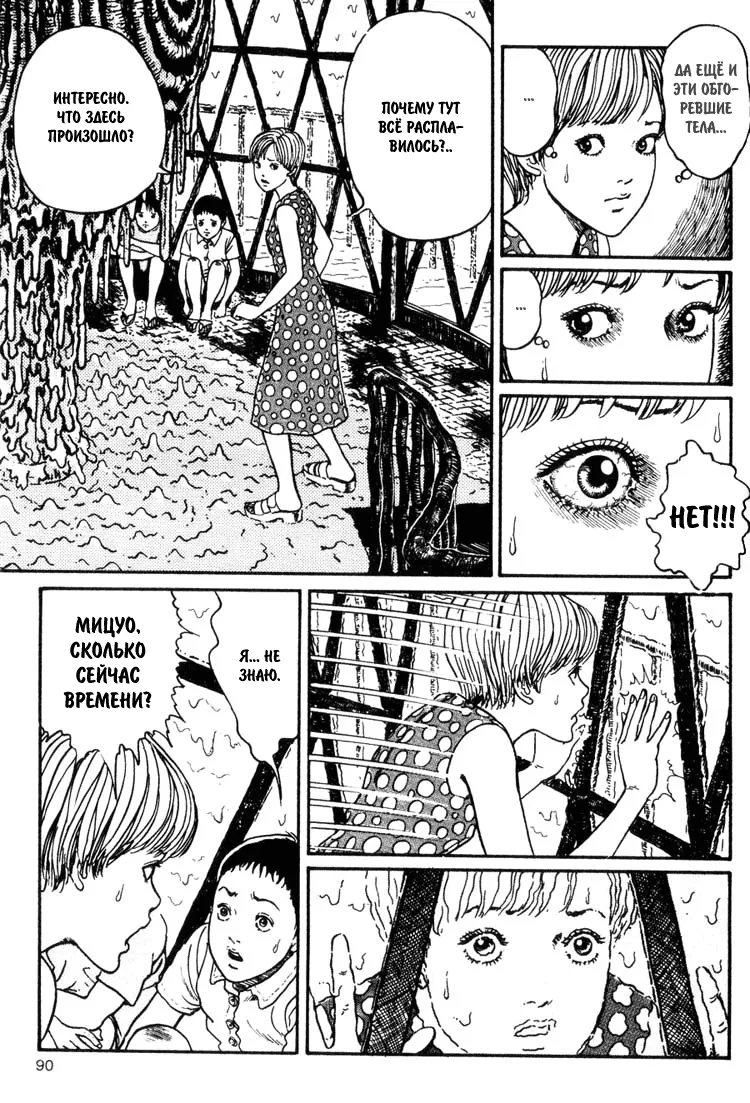 ИНТЕРЕСНО.
ЧТО ЗДЕСЬ
ПРОИЗОШЛО?
ПОЧЕМУ ТУТ
ВСЁ РАСПЛА-
ВИЛОСЬ?..
...
ДА ЕЩЁ И
ЭТИ ОБГО-
РЕВШИЕ
ТЕЛА...
...
НЕТ!!!
МИЦУО,
СКОЛЬКО
СЕЙЧАС
ВРЕМЕНИ?
Я... НЕ
ЗНАЮ.
90